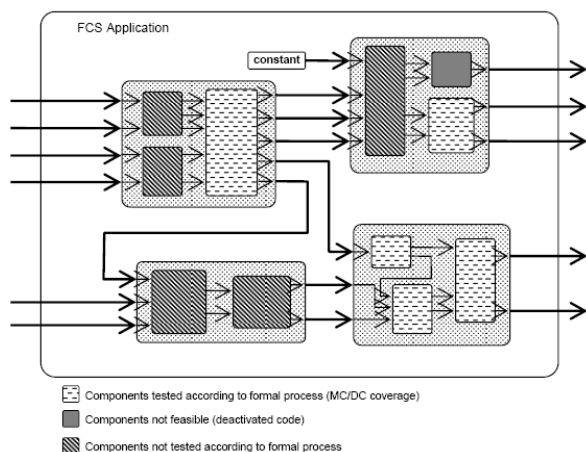 FCS Application
constant
Components tested according to formal process (MC/DC coverage)
Components not feasible (deactivated code)
Components not tested according to formal process